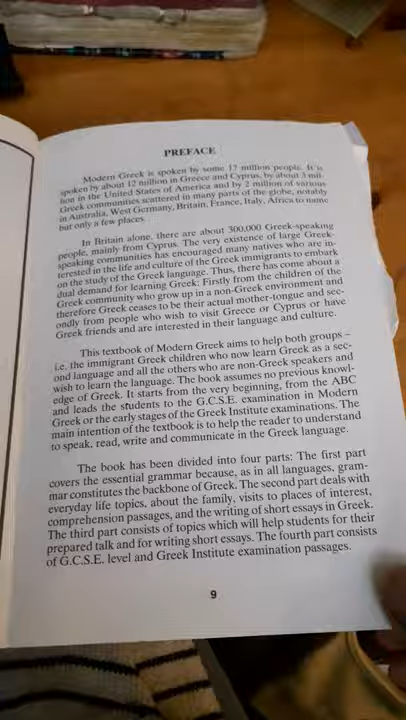 PREFACE
Modern Greek is spoken by some 17 million people. It is
spoken by about 12 million in Greece and Cyprus, by about 3 mil-
lion in the United States of America and by 2 million of various
Greek communities scattered in many parts of the globe, notably
in Australia, West Germany, Britain, France, Italy, Africa to name
but only a few places.
In Britain alone, there are about 300,000 Greek-speaking
people, mainly from Cyprus. The very existence of large Greek-
speaking communities has encouraged many natives who are in-
terested in the life and culture of the Greek immigrants to embark
on the study of the Greek language. Thus, there has come about a
dual demand for learning Greek: Firstly from the children of the
Greek community who grow up in a non-Greek environment and
therefore Greek ceases to be their actual mother-tongue and sec-
ondly from people who wish to visit Greece or Cyprus or have
Greek friends and are interested in their language and culture.
This textbook of Modern Greek aims to help both groups –
i.e. the immigrant Greek children who now learn Greek as a sec-
ond language and all the others who are non-Greek speakers and
wish to learn the language. The book assumes no previous knowl-
edge of Greek. It starts from the very beginning, from the ABC
and leads the students to the G.C.S.E. examination in Modern
Greek or the early stages of the Greek Institute examinations. The
main intention of the textbook is to help the reader to understand
to speak, read, write and communicate in the Greek language.
The book has been divided into four parts: The first part
covers the essential grammar because, as in all languages, gram-
mar constitutes the backbone of Greek. The second part deals with
everyday life topics, about the family, visits to places of interest,
comprehension passages, and the writing of short essays in Greek.
The third part consists of topics which will help students for their
prepared talk and for writing short essays. The fourth part consists
of G.C.S.E. level and Greek Institute examination passages.
9